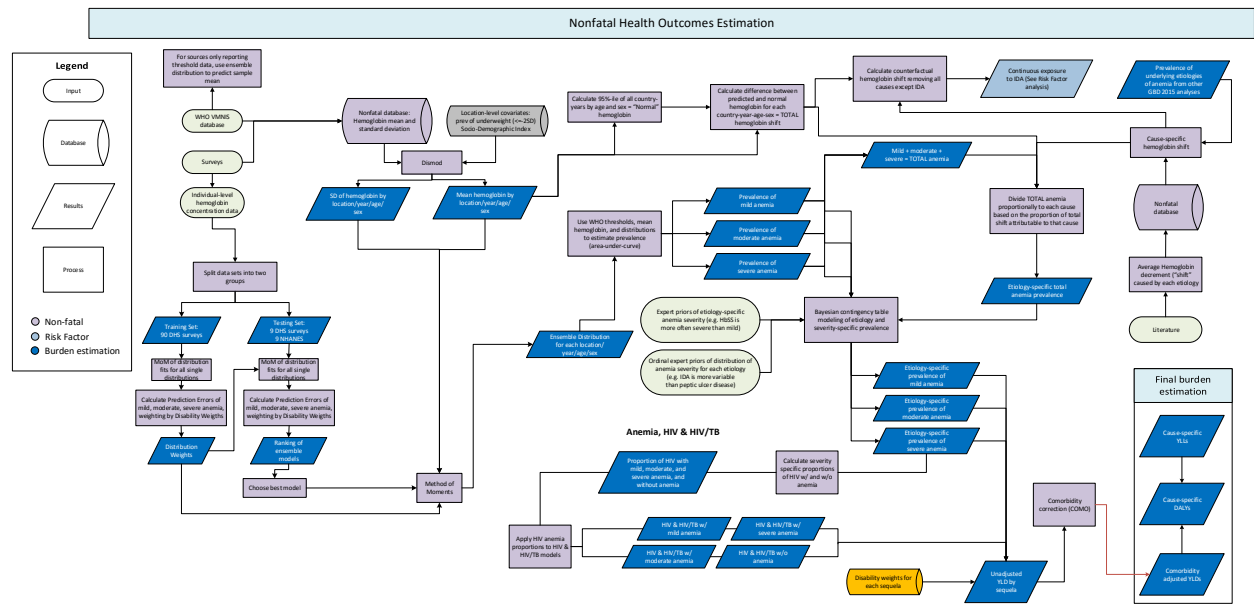 Nonfatal Health Outcomes Estimation
Legend
Input
Database
Results
Process
Non-fatal
Risk Factor
Burden estimation
For sources only reporting
threshold data, use ensemble
distribution to predict sample
mean
WHO VMNIS
database
Surveys
Individual-level
hemoglobin
concentration data
Nonfatal database:
Hemoglobin mean and
standard deviation
Location-level covariates:
prev of underweight (<=-2SD)
Socio-Demographic Index
Dismod
SD of hemoglobin by
location/year/age/
sex
Mean hemoglobin by
location/year/age/
sex
Split data sets into two
groups
Training Set:
90 DHS surveys
Testing Set:
9 DHS surveys
9 NHANES
MoM of distribution
fits for all single
distributions
MoM of distribution
fits for all single
distributions
Calculate Prediction Errors of
mild, moderate, severe anemia,
weighting by Disability Weigths
Calculate Prediction Errors of
mild, moderate, severe anemia,
weighting by Disability Weigths
Distribution
Weights
Ranking of
ensemble
models
Choose best model
Method of
Moments
Ensemble Distribution
for each location/
year/age/sex
Calculate 95%-ile of all country-
years by age and sex = “Normal”
hemoglobin
Calculate difference between
predicted and normal
hemoglobin for each
country-year-age-sex = TOTAL
hemoglobin shift
Calculate counterfactual
hemoglobin shift removing all
causes except IDA
Continuous exposure
to IDA (See Risk Factor
analysis)
Prevalence of
underlying etiologies
of anemia from other
GBD 2015 analyses
Use WHO thresholds, mean
hemoglobin, and distributions
to estimate prevalence
(area-under-curve)
Prevalence of
mild anemia
Prevalence of
moderate anemia
Prevalence of
severe anemia
Mild + moderate +
severe = TOTAL anemia
Cause-specific
hemoglobin shift
Divide TOTAL anemia
proportionally to each cause
based on the proportion of total
shift attributable to that cause
Nonfatal
database
Average Hemoglobin
decrement (“shift”
caused by each etiology
Literature
Etiology-specific total
anemia prevalence
Expert priors of etiology-specific
anemia severity (e.g. HbSS is
more often severe than mild)
Ordinal expert priors of distribution of
anemia severity for each etiology
(e.g. IDA is more variable
than peptic ulcer disease)
Bayesian contingency table
modeling of etiology and
severity-specific prevalence
Etiology-specific
prevalence of
mild anemia
Etiology-specific
prevalence of
moderate anemia
Etiology-specific
prevalence of
severe anemia
Anemia, HIV & HIV/TB
Proportion of HIV with
mild, moderate, and
severe anemia, and
without anemia
Calculate severity
specific proportions
of HIV w/ and w/o
anemia
Apply HIV anemia
proportions to HIV &
HIV/TB models
HIV & HIV/TB w/
mild anemia
HIV & HIV/TB w/
severe anemia
HIV & HIV/TB w/
moderate anemia
HIV & HIV/TB w/o
anemia
Disability weights for
each sequela
Unadjusted
YLD by
sequela
Comorbidity
correction (COMO)
Final burden
estimation
Cause-specific
YLLs
Cause-specific
DALYs
Comorbidity
adjusted YLDs